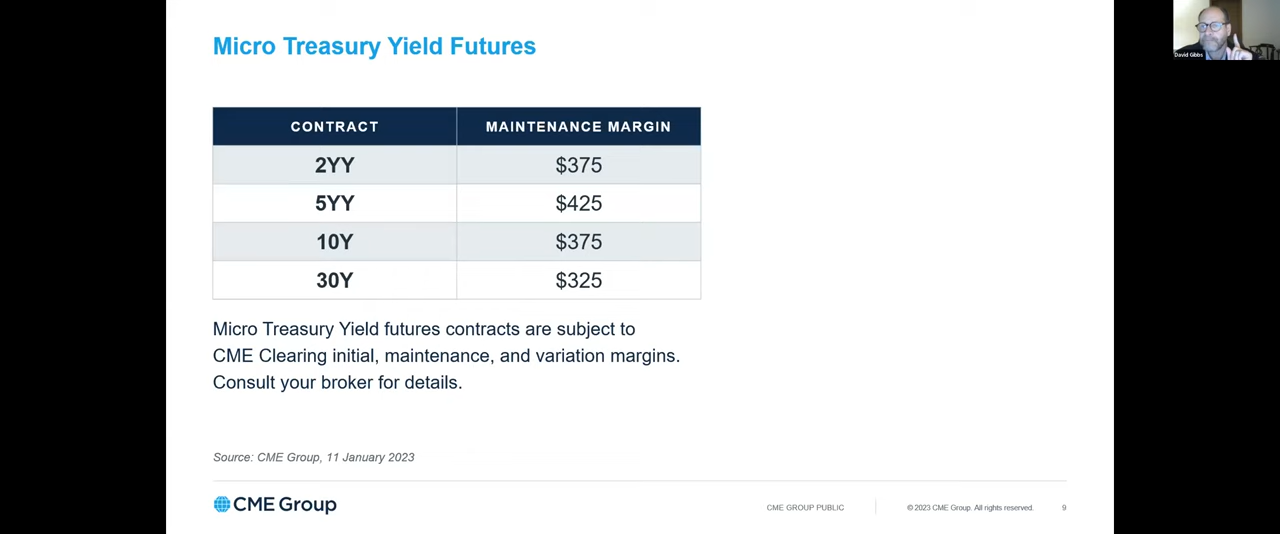 Micro Treasury Yield Futures
David Gibbs
CONTRACT MAINTENANCE MARGIN
2YY $375
5YY $425
10Y $375
30Y $325
Micro Treasury Yield futures contracts are subject to
CME Clearing initial, maintenance, and variation margins.
Consult your broker for details.
Source: CME Group, 11 January 2023
CME Group
CME GROUP PUBLIC
© 2023 CME Group. All rights reserved.
9